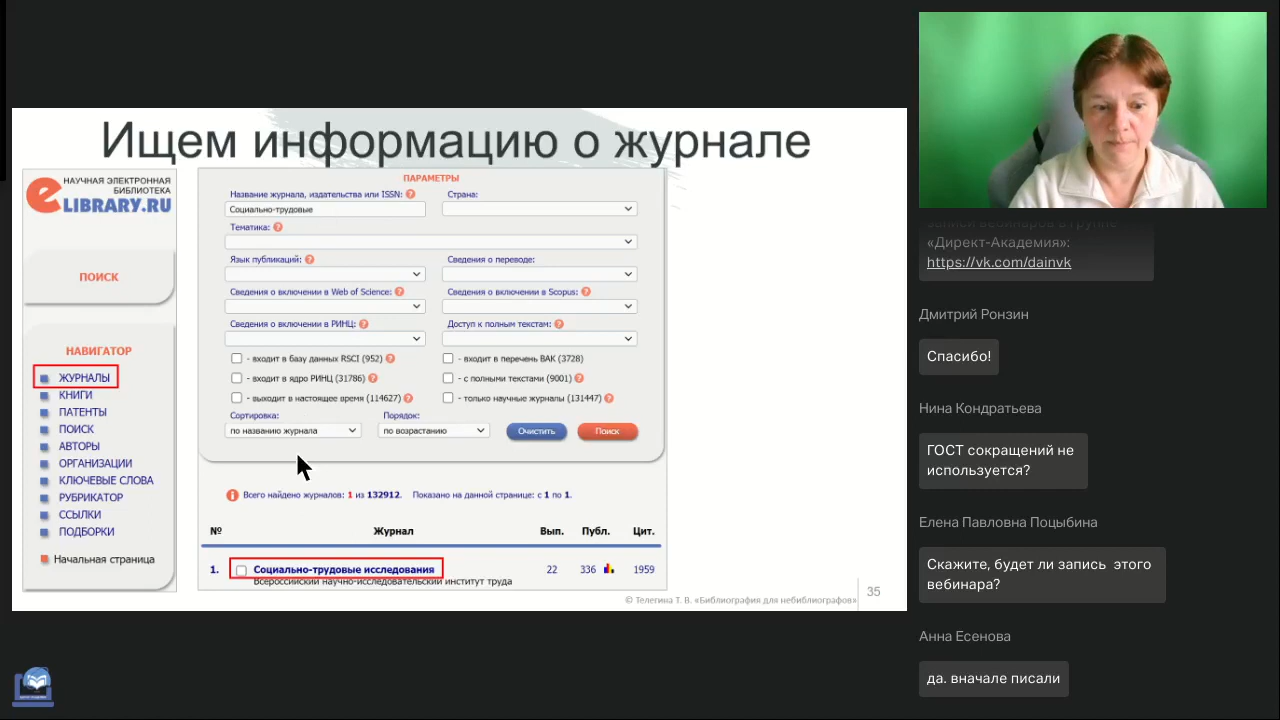 Ищем информацию о журнале
НАУЧНАЯ ЭЛЕКТРОННАЯ
БИБЛИОТЕКА
eLIBRARY.RU
ПОИСК
НАВИГАТОР
ЖУРНАЛЫ
КНИГИ
ПАТЕНТЫ
ПОИСК
АВТОРЫ
ОРГАНИЗАЦИИ
КЛЮЧЕВЫЕ СЛОВА
РУБРИКАТОР
ССЫЛКИ
ПОДБОРКИ
Начальная страница
ПАРАМЕТРЫ
Название журнала, издательства или ISSN: ? Страна:
Социально-трудовые
Тематика: ?
Язык публикаций: ? Сведения о переводе:
Сведения о включении в Web of Science: ? Сведения о включении в Scopus: ?
Сведения о включении в РИНЦ: ? Доступ к полным текстам: ?
- входит в базу данных RSCI (952) ? - входит в перечень ВАК (3728)
- входит в ядро РИНЦ (31786) ? - с полными текстами (9001) ?
- выходит в настоящее время (114627) ? - только научные журналы (131447) ?
Сортировка: Порядок:
по названию журнала по возрастанию Очистить Поиск
Всего найдено журналов: 1 из 132912. Показано на данной странице: с 1 по 1.
№ Журнал Вып. Публ. Цит.
1. Социально-трудовые исследования 22 336 1959
Всероссийский научно-исследовательский институт труда
© Телегина Т. В. «Библиография для небиблиографов» 35
записи вебинаров в группе
«Директ-Академия»:
https://vk.com/dainvk
Дмитрий Ронзин
Спасибо!
Нина Кондратьева
ГОСТ сокращений не
используется?
Елена Павловна Поцыбина
Скажите, будет ли запись этого
вебинара?
Анна Есенова
да. вначале писали